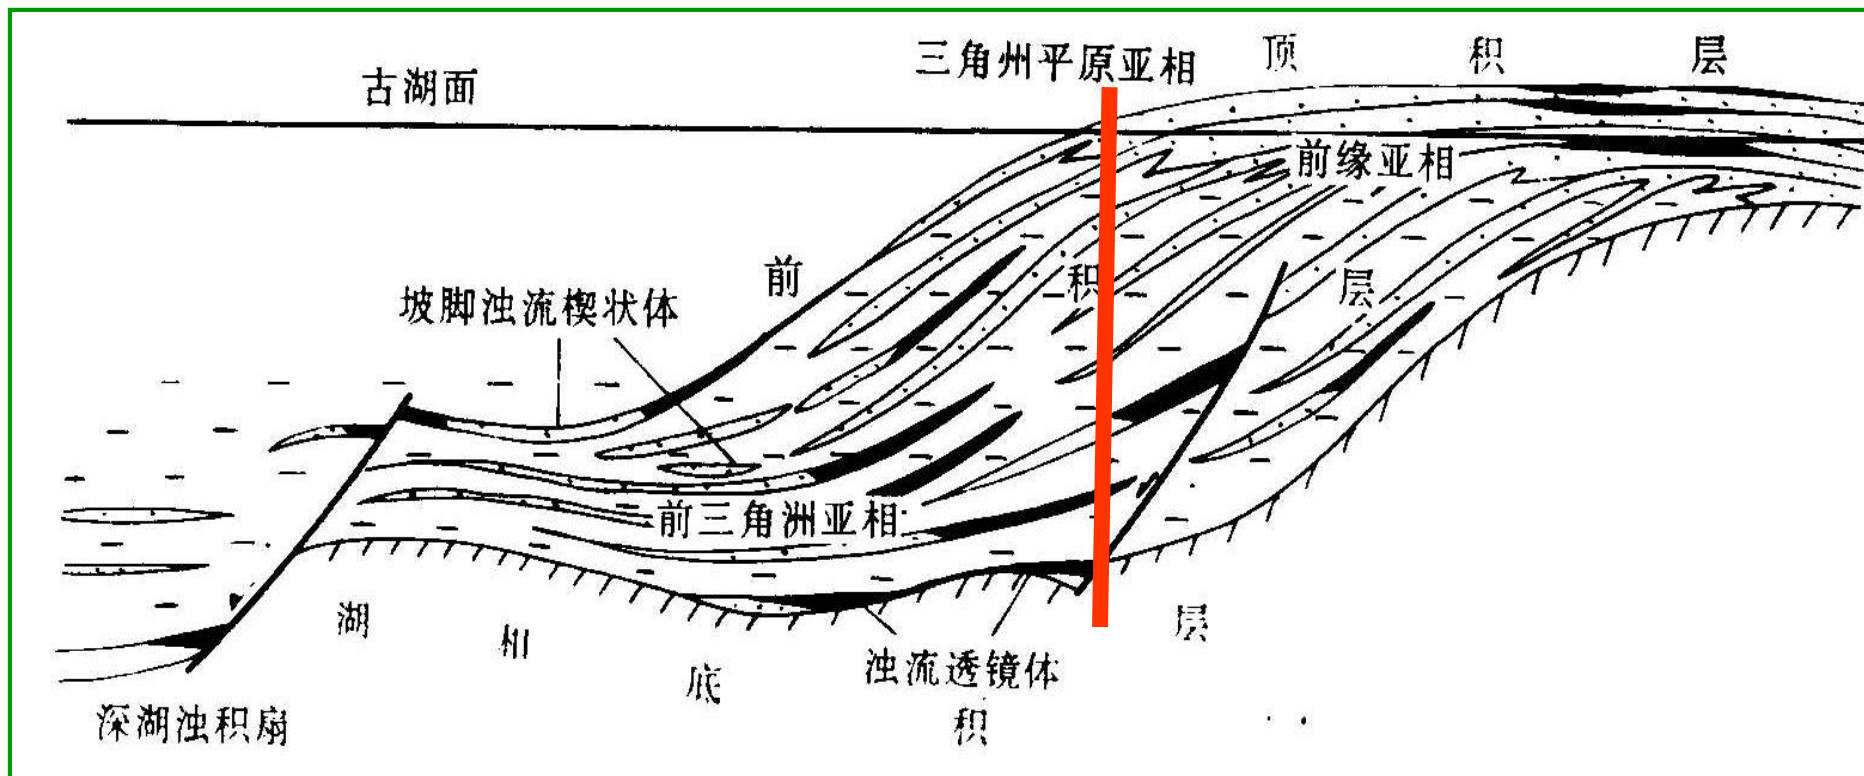 三角州平原亚相
顶积层
古湖面
前缘亚相
前积层
坡脚浊流楔状体
前三角洲亚相
湖相底积层
浊流透镜体
深湖浊积扇